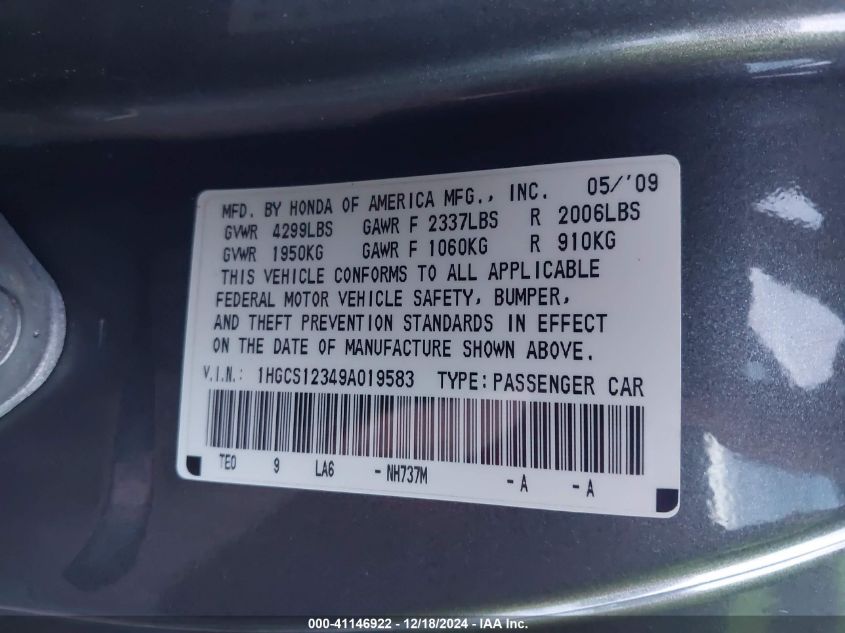 MFD. BY HONDA OF AMERICA MFG., INC. 05/'09
GVWR 4299LBS GAWR F 2337LBS R 2006LBS
GVWR 1950KG GAWR F 1060KG R 910KG
THIS VEHICLE CONFORMS TO ALL APPLICABLE
FEDERAL MOTOR VEHICLE SAFETY, BUMPER,
AND THEFT PREVENTION STANDARDS IN EFFECT
ON THE DATE OF MANUFACTURE SHOWN ABOVE.
V.I.N.: 1HGCS12349A019583 TYPE: PASSENGER CAR
TE0 9 LA6 - NH737M - A - A
000-41146922 - 12/18/2024 - IAA Inc.